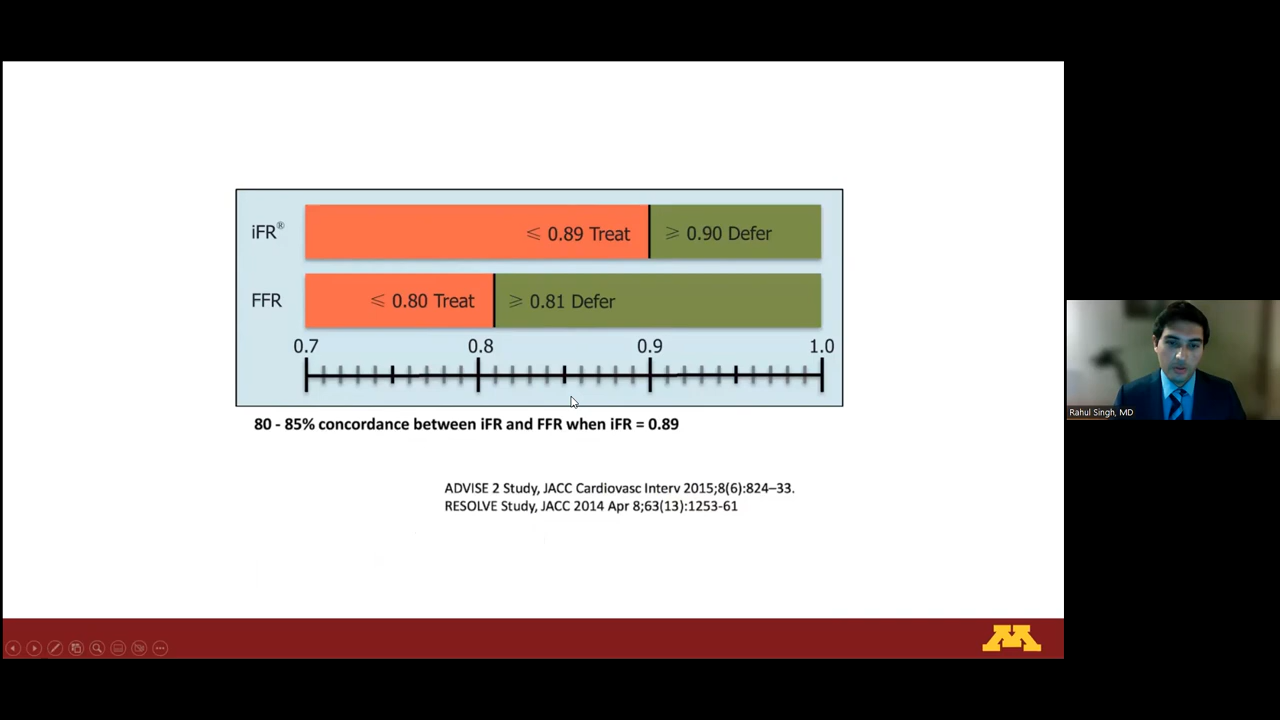 iFR®
≤ 0.89 Treat
≥ 0.90 Defer
FFR
≤ 0.80 Treat
≥ 0.81 Defer
0.7 0.8 0.9 1.0
80 - 85% concordance between iFR and FFR when iFR = 0.89
ADVISE 2 Study, JACC Cardiovasc Interv 2015;8(6):824–33.
RESOLVE Study, JACC 2014 Apr 8;63(13):1253-61
Rahul Singh, MD
M